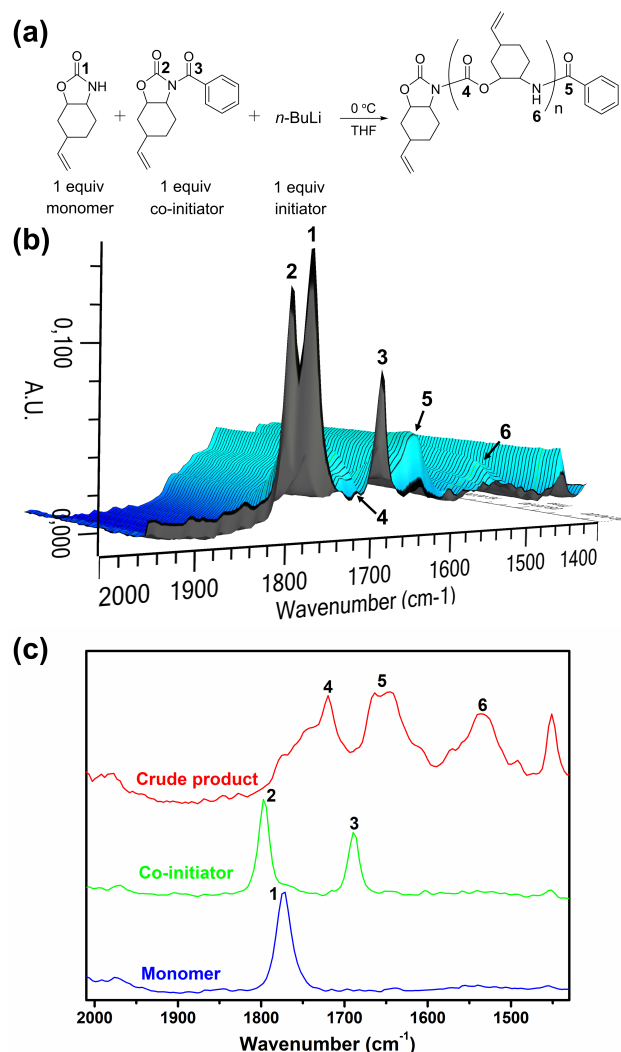 (a)
O
1
O
NH
O
2
O
3
O
N
+
+
n-BuLi
0 °C
THF
O
O
N
O
4
O
N
H
6
O
5
n
1 equiv
monomer
1 equiv
co-initiator
1 equiv
initiator
(b)
1
2
3
5
6
4
0,100
A.U.
0,000
2000
1900
1800
1700
1600
1500
1400
Wavenumber (cm-1)
(c)
4
5
6
Crude product
2
3
Co-initiator
1
Monomer
2000 1900 1800 1700 1600 1500
Wavenumber (cm-1)